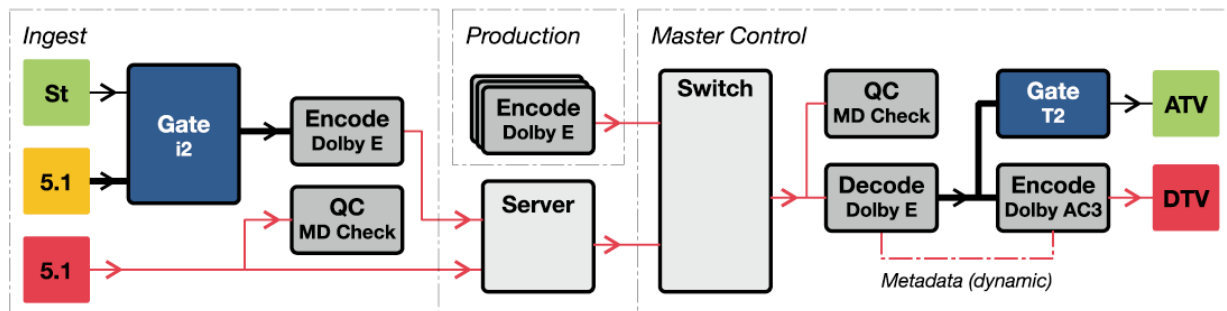 Ingest
St
5.1
5.1
Gate
i2
Encode
Dolby E
QC
MD Check
Production
Encode
Dolby E
Server
Master Control
Switch
QC
MD Check
Decode
Dolby E
Gate
T2
Encode
Dolby AC3
ATV
DTV
Metadata (dynamic)